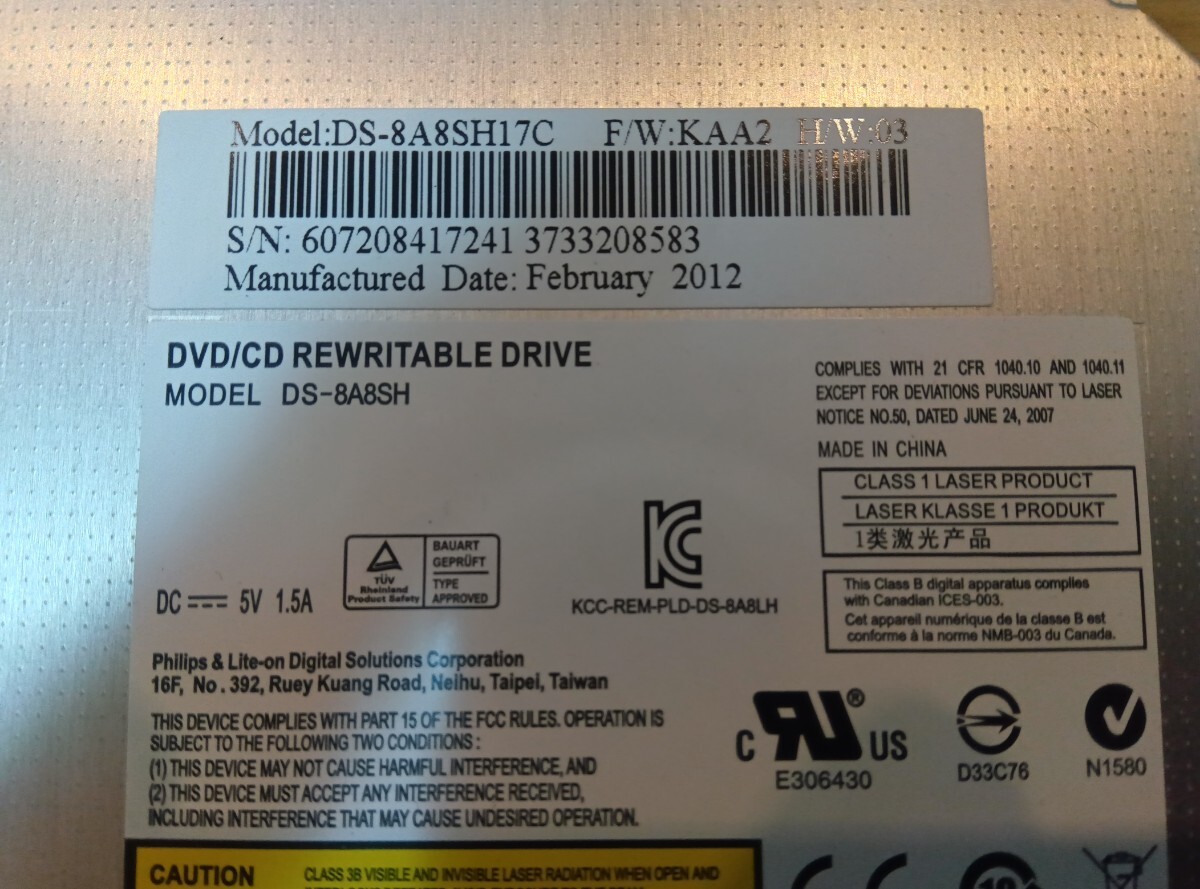 Model:DS-8A8SH17C F/W:KAA2 H/W:03
S/N: 607208417241 3733208583
Manufactured Date: February 2012
DVD/CD REWRITABLE DRIVE
MODEL DS-8A8SH
COMPLIES WITH 21 CFR 1040.10 AND 1040.11
EXCEPT FOR DEVIATIONS PURSUANT TO LASER
NOTICE NO.50, DATED JUNE 24, 2007
MADE IN CHINA
CLASS 1 LASER PRODUCT
LASER KLASSE 1 PRODUKT
1类激光产品
DC 5V 1.5A
TÜV
Rheinland
Product Safety
BAUART
GEPRÜFT
TYPE
APPROVED
KC
KCC-REM-PLD-DS-8A8LH
This Class B digital apparatus complies
with Canadian ICES-003.
Cet appareil numérique de la classe B est
conforme à la norme NMB-003 du Canada.
Philips & Lite-on Digital Solutions Corporation
16F, No.392, Ruey Kuang Road, Neihu, Taipei, Taiwan
THIS DEVICE COMPLIES WITH PART 15 OF THE FCC RULES. OPERATION IS
SUBJECT TO THE FOLLOWING TWO CONDITIONS:
(1) THIS DEVICE MAY NOT CAUSE HARMFUL INTERFERENCE, AND
(2) THIS DEVICE MUST ACCEPT ANY INTERFERENCE RECEIVED,
INCLUDING INTERFERENCE THAT MAY CAUSE UNDESIRED OPERATION.
C RU ® US
E306430
D33C76
N1580
CAUTION
CLASS 3B VISIBLE AND INVISIBLE LASER RADIATION WHEN OPEN AND